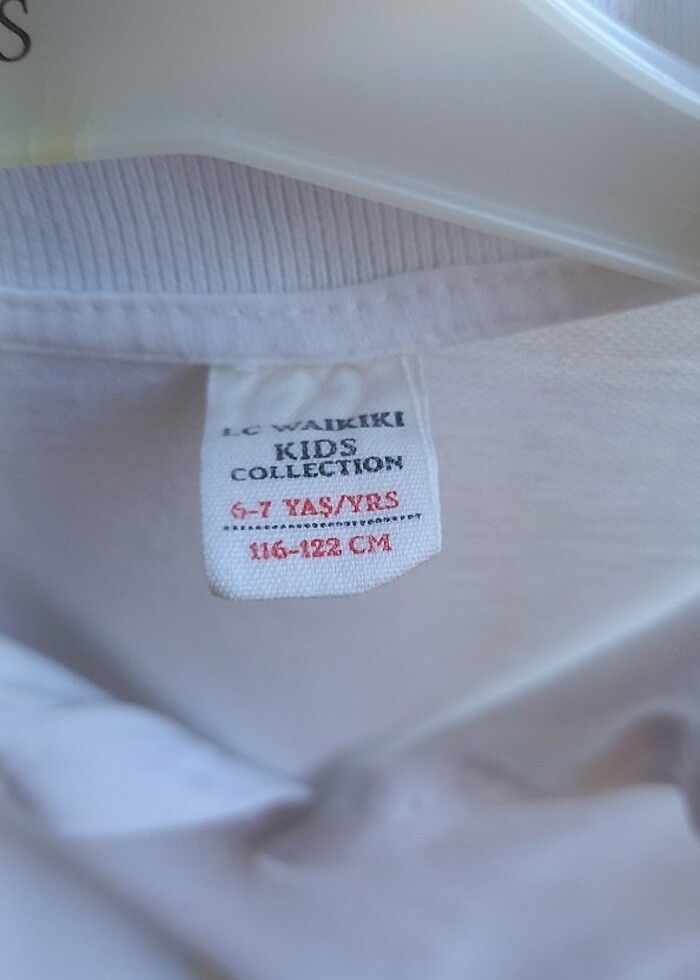 S
LC WAIKIKI
KIDS
COLLECTION
6-7 YAŞ/YRS
116-122 CM